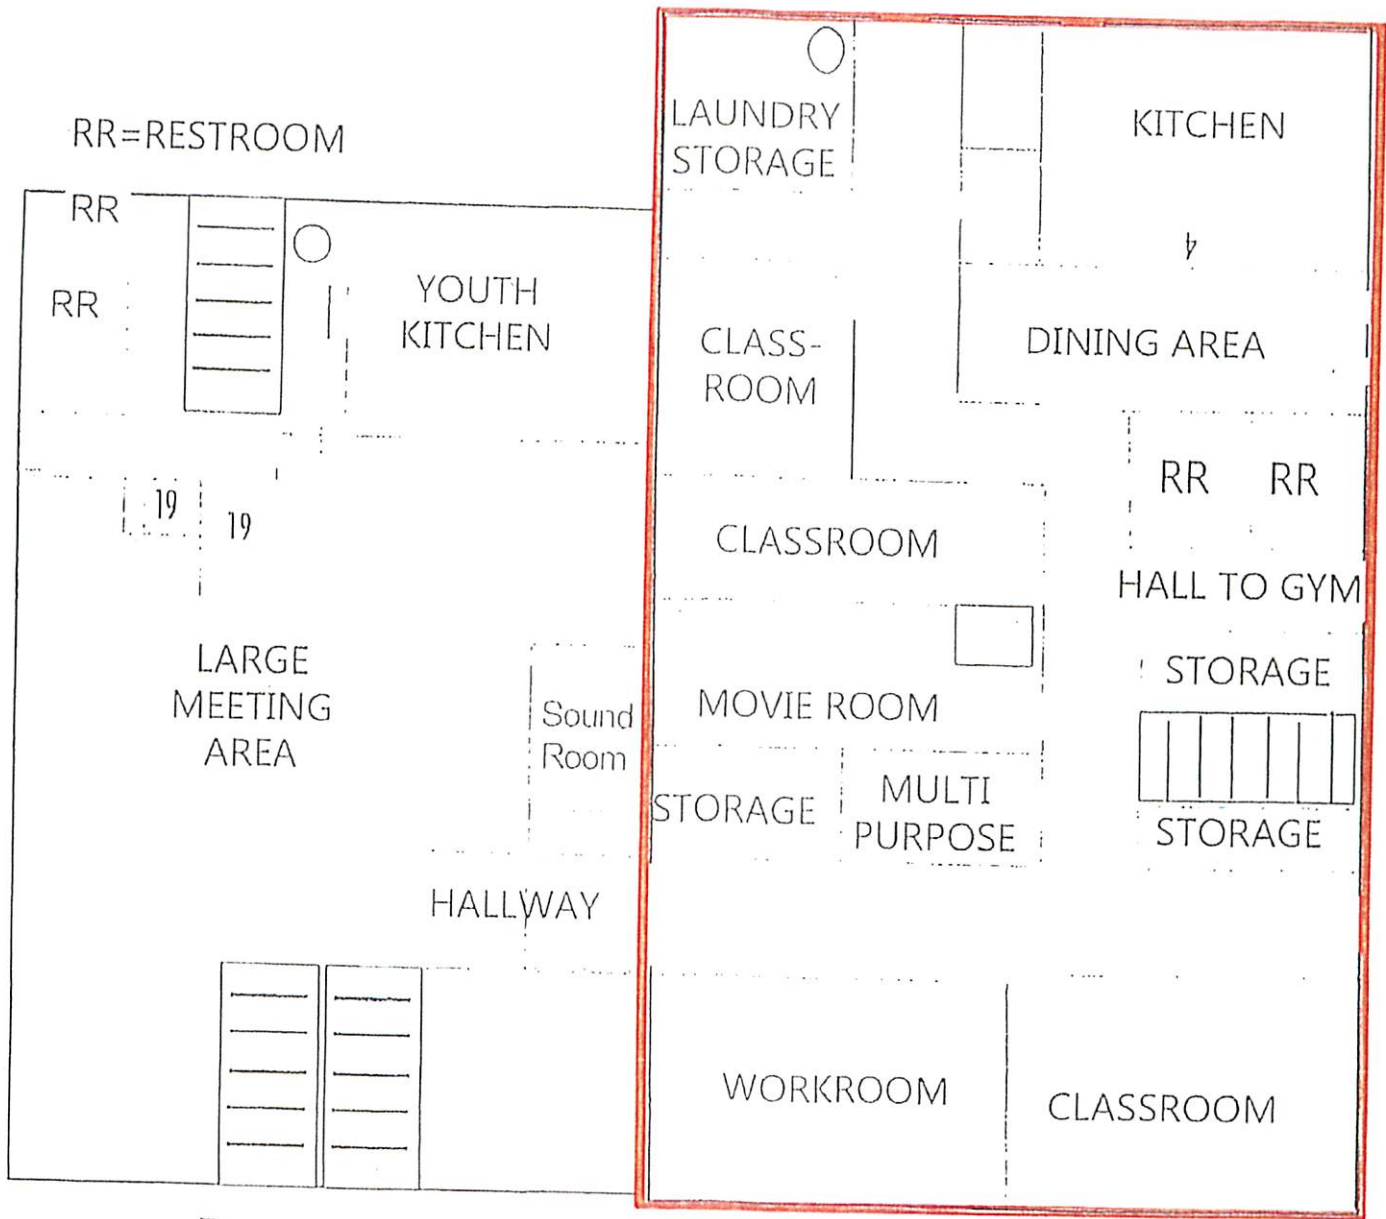 RR=RESTROOM
RR
RR
YOUTH
KITCHEN
19
19
LARGE
MEETING
AREA
Sound
Room
HALLWAY
LAUNDRY
STORAGE
KITCHEN
4
CLASS-
ROOM
DINING AREA
RR RR
CLASSROOM
HALL TO GYM
STORAGE
MOVIE ROOM
STORAGE
MULTI
PURPOSE
STORAGE
WORKROOM
CLASSROOM